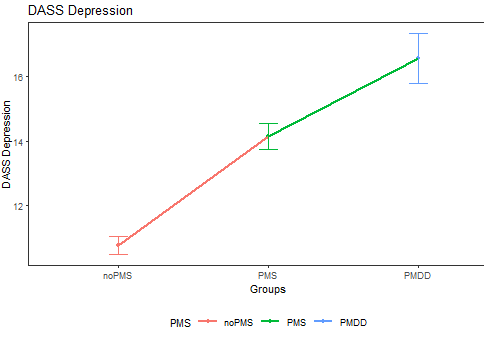 DASS Depression
DASS Depression
16
14
12
noPMS PMS PMDD
Groups
PMS noPMS PMS PMDD